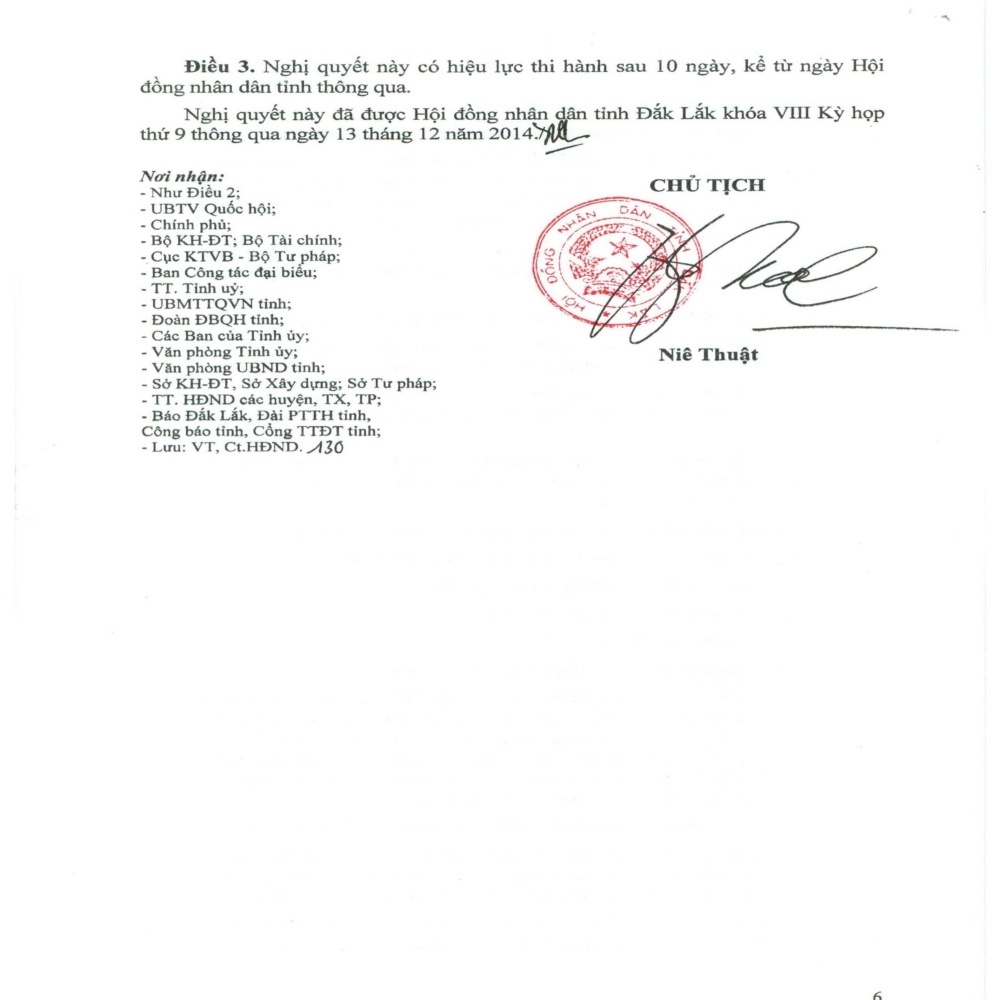 Điều 3. Nghị quyết này có hiệu lực thi hành sau 10 ngày, kể từ ngày Hội
đồng nhân dân tỉnh thông qua.
Nghị quyết này đã được Hội đồng nhân dân tỉnh Đắk Lắk khóa VIII Kỳ họp
thứ 9 thông qua ngày 13 tháng 12 năm 2014.
Nơi nhận:
- Như Điều 2;
- UBTV Quốc hội;
- Chính phủ;
- Bộ KH-ĐT; Bộ Tài chính;
- Cục KTVB - Bộ Tư pháp;
- Ban Công tác đại biểu;
- TT. Tỉnh uỷ;
- UBMTTQVN tỉnh;
- Đoàn ĐBQH tỉnh;
- Các Ban của Tỉnh ủy;
- Văn phòng Tỉnh ủy;
- Văn phòng UBND tỉnh;
- Sở KH-ĐT, Sở Xây dựng; Sở Tư pháp;
- TT. HĐND các huyện, TX, TP;
- Báo Đắk Lắk, Đài PTTH tỉnh,
Công báo tỉnh, Cổng TTĐT tỉnh;
- Lưu: VT, Ct.HĐND. 130
CHỦ TỊCH
HỘI ĐỒNG NHÂN DÂN TỈNH
Niê Thuật
6